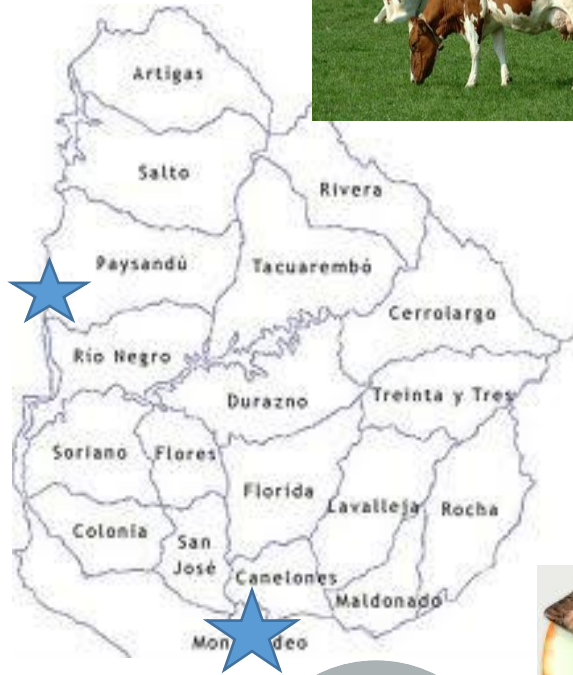 Artigas
Salto
Rivera
Paysandú
Tacuarembó
Cerrolargo
Río Negro
Durazno
Treinta y Tres
Soriano
Flores
Florida
Lavalleja
Rocha
Colonia
San
José
Canelones
Maldonado